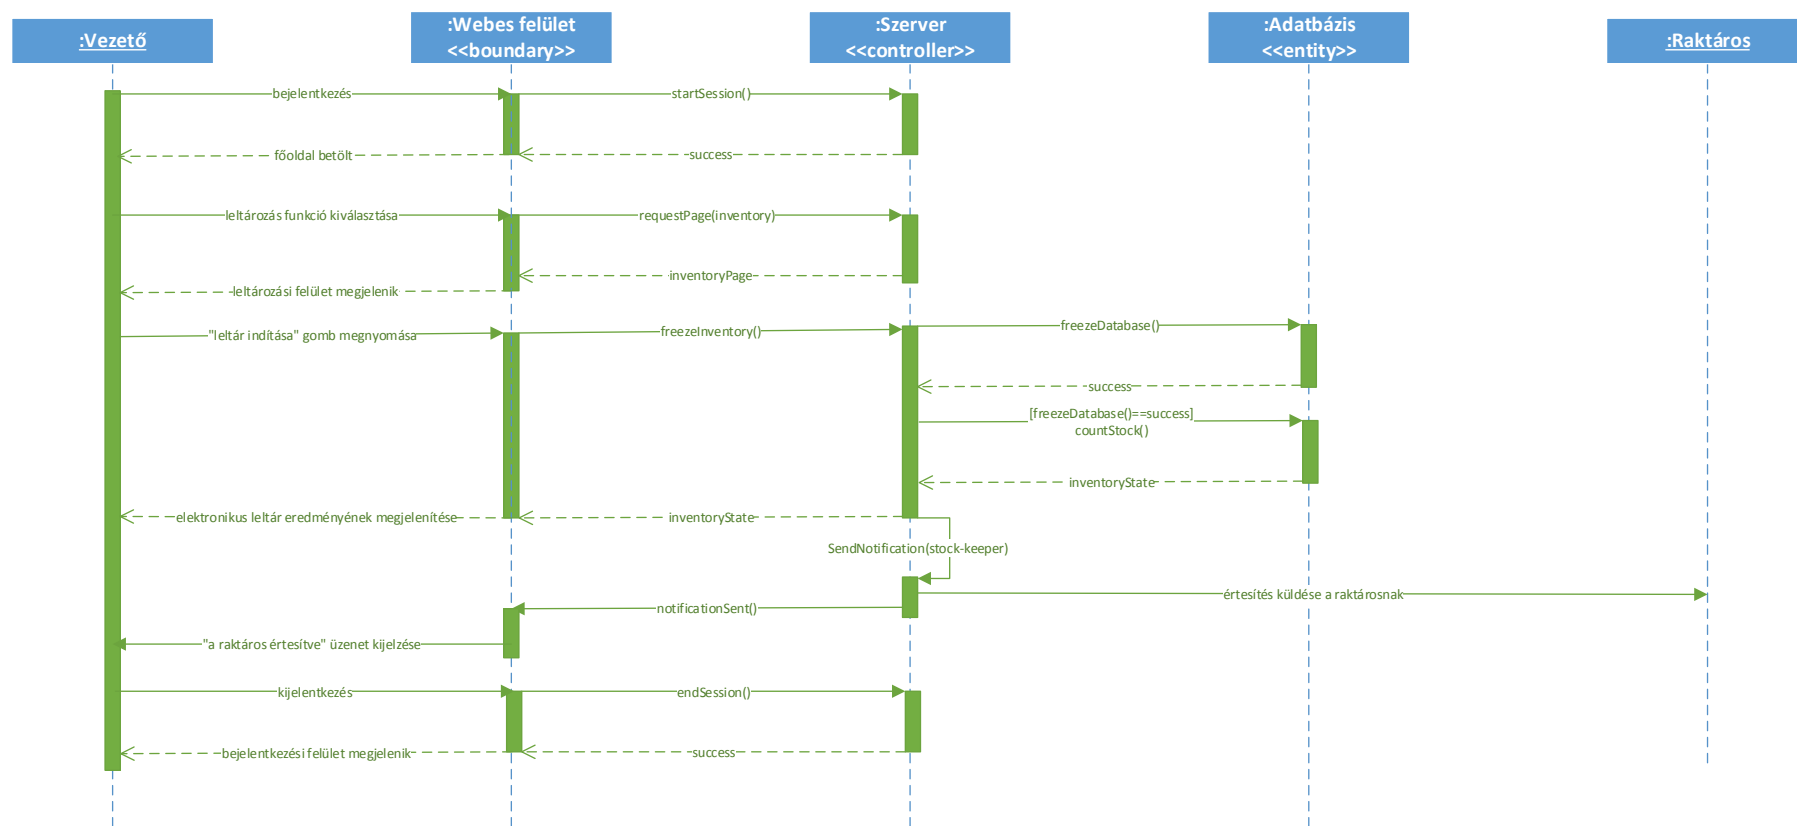 :Vezető
:Webes felület
<<boundary>>
:Szerver
<<controller>>
:Adatbázis
<<entity>>
:Raktáros
bejelentkezés
startSession()
főoldal betölt
success
leltározás funkció kiválasztása
requestPage(inventory)
inventoryPage
leltározási felület megjelenik
"leltár indítása" gomb megnyomása
freezeInventory()
freezeDatabase()
success
[freezeDatabase()==success]
countStock()
inventoryState
elektronikus leltár eredményének megjelenítése
inventoryState
SendNotification(stock-keeper)
értesítés küldése a raktárosnak
notificationSent()
"a raktáros értesítve" üzenet kijelzése
kijelentkezés
endSession()
bejelentkezési felület megjelenik
success